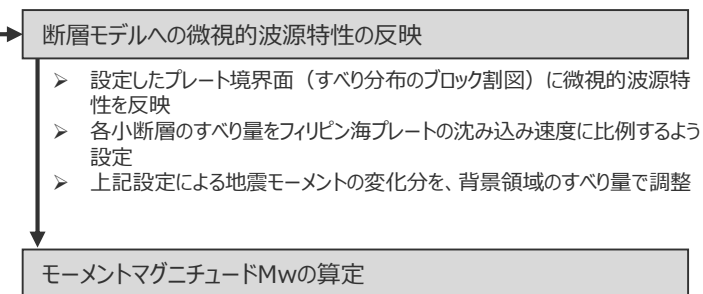 断層モデルへの微視的波源特性の反映
➢ 設定したプレート境界面（すべり分布のブロック割図）に微視的波源特
性を反映
➢ 各小断層のすべり量をフィリピン海プレートの沈み込み速度に比例するよう
設定
➢ 上記設定による地震モーメントの変化分を、背景領域のすべり量で調整
モーメントマグニチュードMwの算定